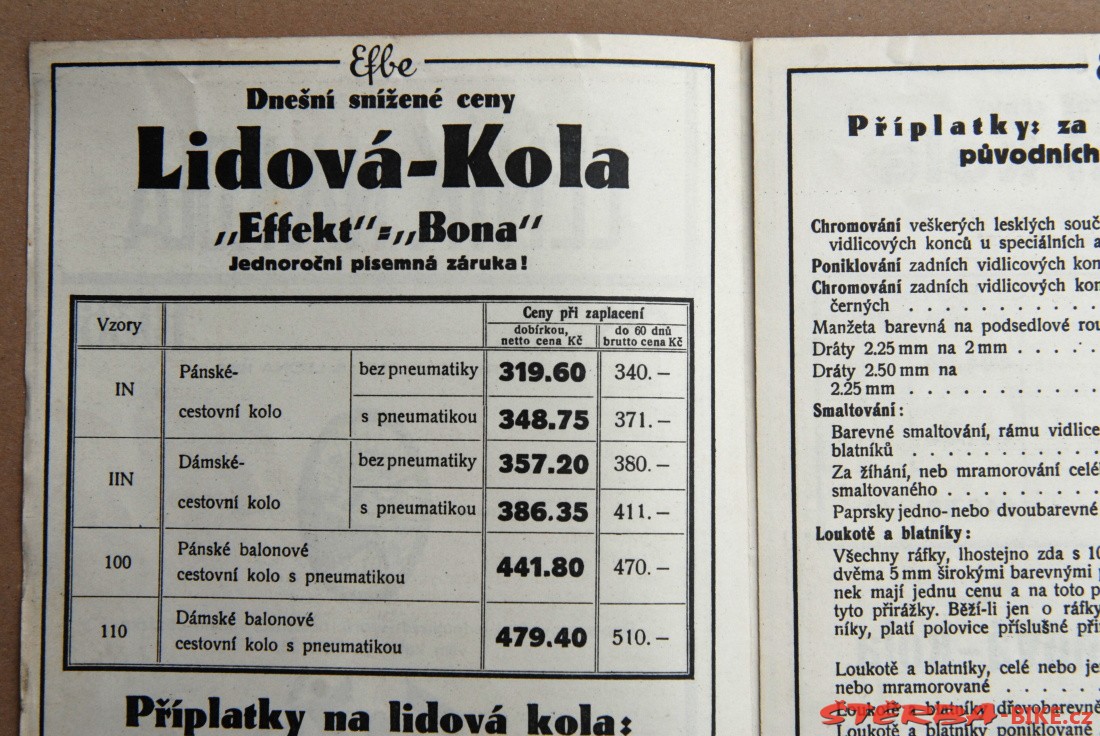 Efbe
Dnešní snížené ceny
Lidová-Kola
„Effekt“=„Bona“
Jednoroční písemná záruka!
Vzory
Ceny při zaplacení
dobírkou, netto cena Kč
do 60 dnů brutto cena Kč
IN Pánské- cestovní kolo bez pneumatiky 319.60 340.–
s pneumatikou 348.75 371.–
IIN Dámské- cestovní kolo bez pneumatiky 357.20 380.–
s pneumatikou 386.35 411.–
100 Pánské balonové cestovní kolo s pneumatikou 441.80 470.–
110 Dámské balonové cestovní kolo s pneumatikou 479.40 510.–
Příplatky na lidová kola:
Příplatky: za
původních
Chromování veškerých lesklých souč
vidlicových konců u speciálních a
Poniklování zadních vidlicových kon
Chromování zadních vidlicových kon
černých . . . . . . . . . .
Manžeta barevná na podsedlové rou
Dráty 2.25 mm na 2 mm . . . .
Dráty 2.50 mm na
2.25 mm . . . . . . . . . .
Smaltování:
Barevné smaltování, rámu vidlice
blatníků . . . . . . . . . .
Za žíhání, neb mramorování celéh
smaltovaného . . . . . . . .
Paprsky jedno- nebo dvoubarevné
Loukotě a blatníky:
Všechny ráfky, lhostejno zda s 10
dvěma 5 mm širokými barevnými p
nek mají jednu cenu a na toto p
tyto přirážky. Běží-li jen o ráfky
níky, platí polovice příslušné při
Loukotě a blatníky, celé nebo je
nebo mramorované . . . . . .
Loukotě a blatníky dřevobarevné
Loukotě a blatníky poniklované
STERBA-BIKE.cz